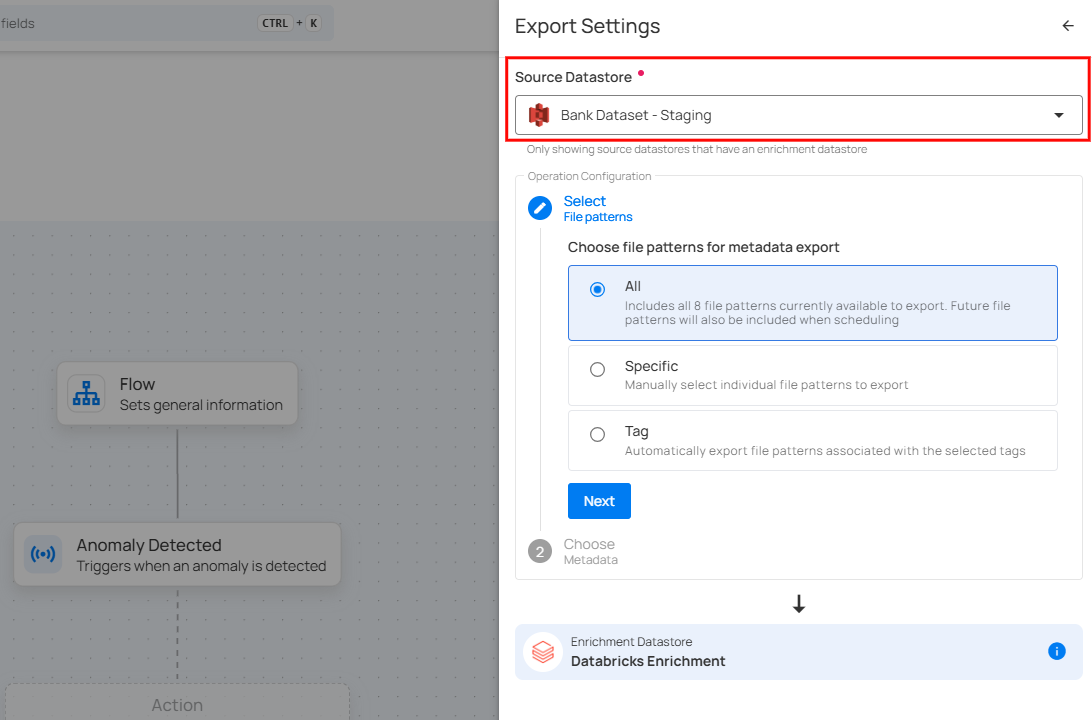 fields
CTRL + K
Flow
Sets general information
Anomaly Detected
Triggers when an anomaly is detected
Action
Export Settings
Source Datastore
Bank Dataset - Staging
Only showing source datastores that have an enrichment datastore
Operation Configuration
Select
File patterns
Choose file patterns for metadata export
All
Includes all 8 file patterns currently available to export. Future file
patterns will also be included when scheduling
Specific
Manually select individual file patterns to export
Tag
Automatically export file patterns associated with the selected tags
Next
2
Choose
Metadata
Enrichment Datastore
Databricks Enrichment